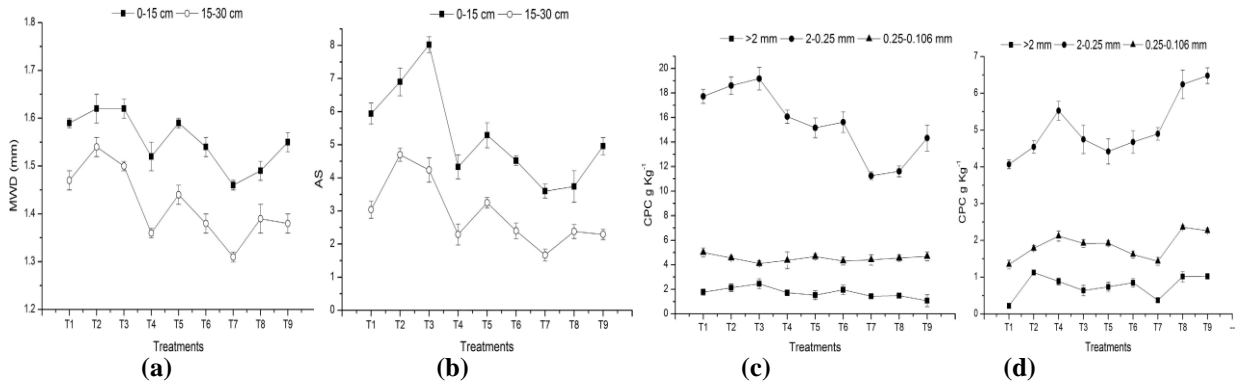 0-15 cm 15-30 cm
1.8
1.7
1.6
1.5
1.4
1.3
1.2
MWD (mm)
T1 T2 T3 T4 T5 T6 T7 T8 T9
Treatments
(a)
0-15 cm 15-30 cm
8
7
6
5
4
3
2
1
0
AS
T1 T2 T3 T4 T5 T6 T7 T8 T9
Treatments
(b)
>2 mm 2-0.25 mm 0.25-0.106 mm
20
18
16
14
12
10
8
6
4
2
0
CPC g Kg-1
T1 T2 T3 T4 T5 T6 T7 T8 T9
Treatments
(c)
>2 mm 2-0.25 mm 0.25-0.106 mm
7
6
5
4
3
2
1
0
CPC g Kg-1
T1 T2 T4 T3 T5 T6 T7 T8 T9 --
Treatments
(d)